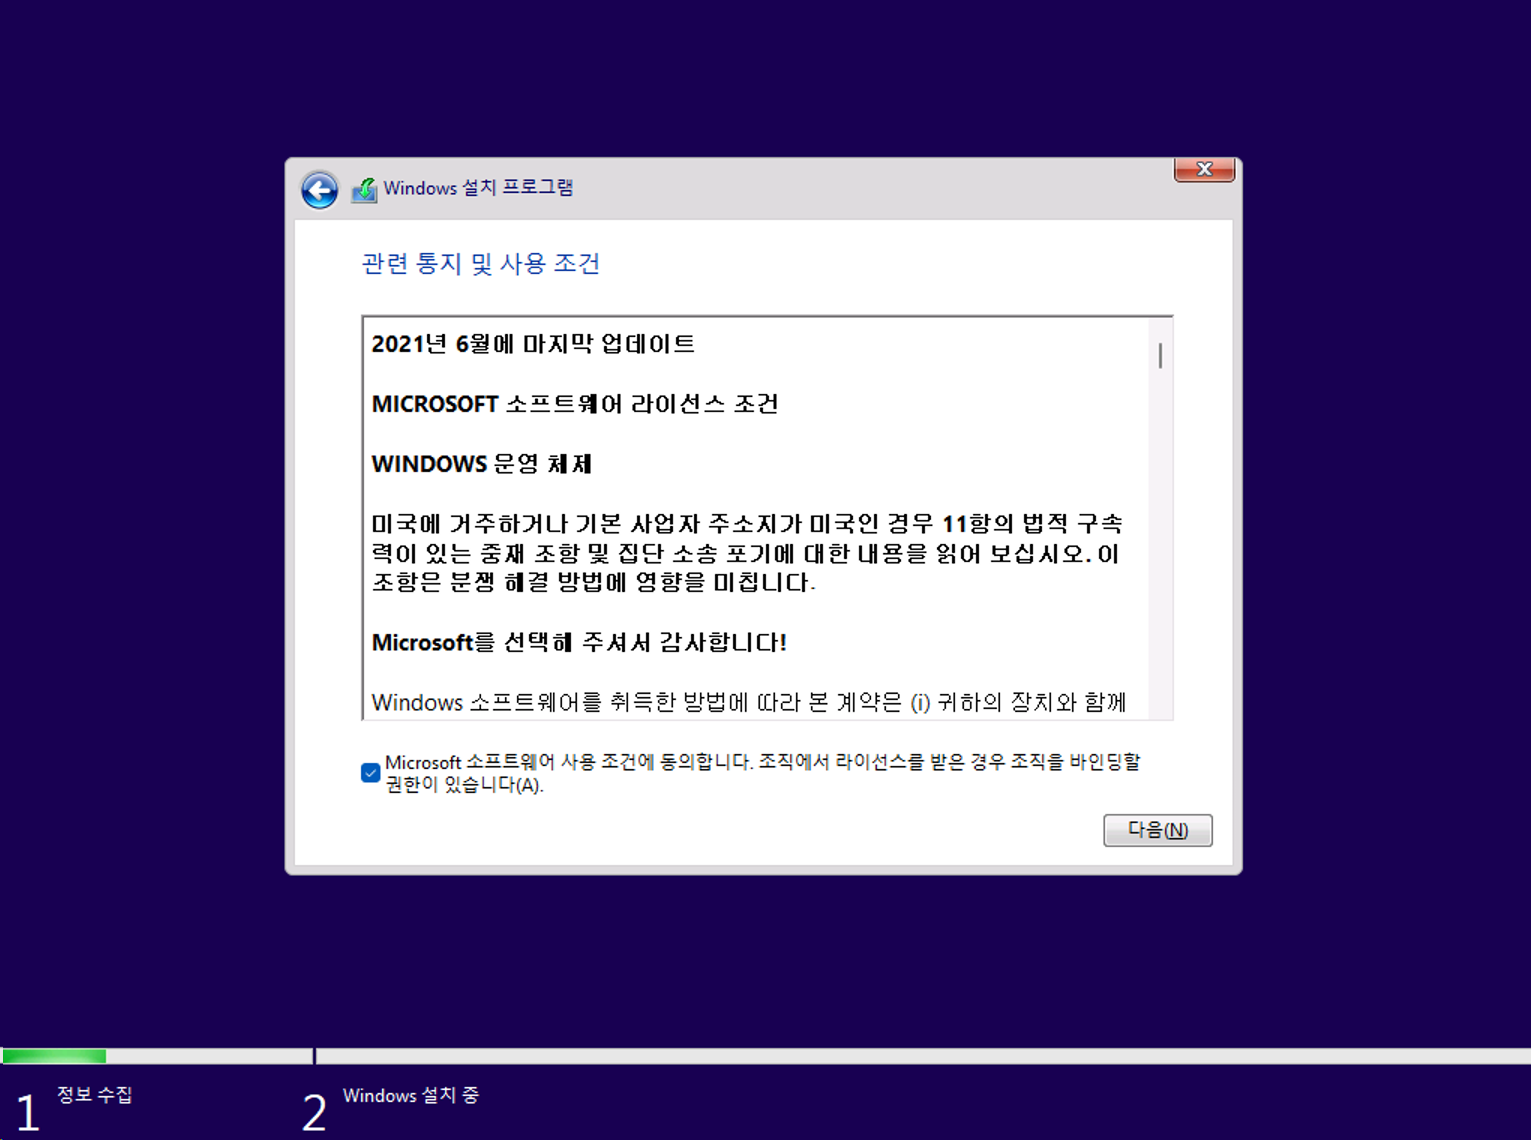 Windows 설치 프로그램
관련 통지 및 사용 조건
2021년 6월에 마지막 업데이트
MICROSOFT 소프트웨어 라이선스 조건
WINDOWS 운영 체제
미국에 거주하거나 기본 사업자 주소지가 미국인 경우 11항의 법적 구속
력이 있는 중재 조항 및 집단 소송 포기에 대한 내용을 읽어 보십시오. 이
조항은 분쟁 해결 방법에 영향을 미칩니다.
Microsoft를 선택해 주셔서 감사합니다!
Windows 소프트웨어를 취득한 방법에 따라 본 계약은 (i) 귀하의 장치와 함께
Microsoft 소프트웨어 사용 조건에 동의합니다. 조직에서 라이선스를 받은 경우 조직을 바인딩할
권한이 있습니다(A).
다음(N)
1 정보 수집
2 Windows 설치 중